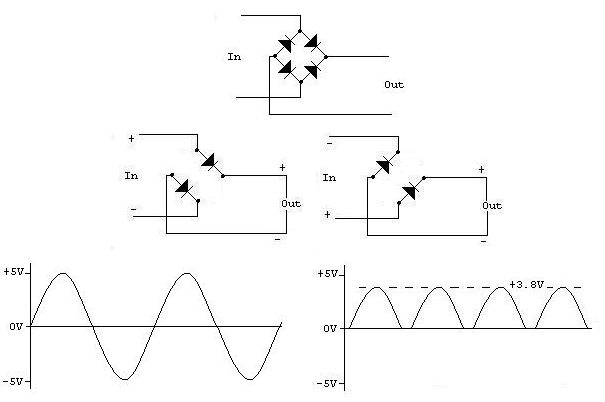 In
Out
+
In
-
+
Out
-
-
In
+
+
Out
-
+5V
0V
-5V
+5V
+3.8V
0V
-5V